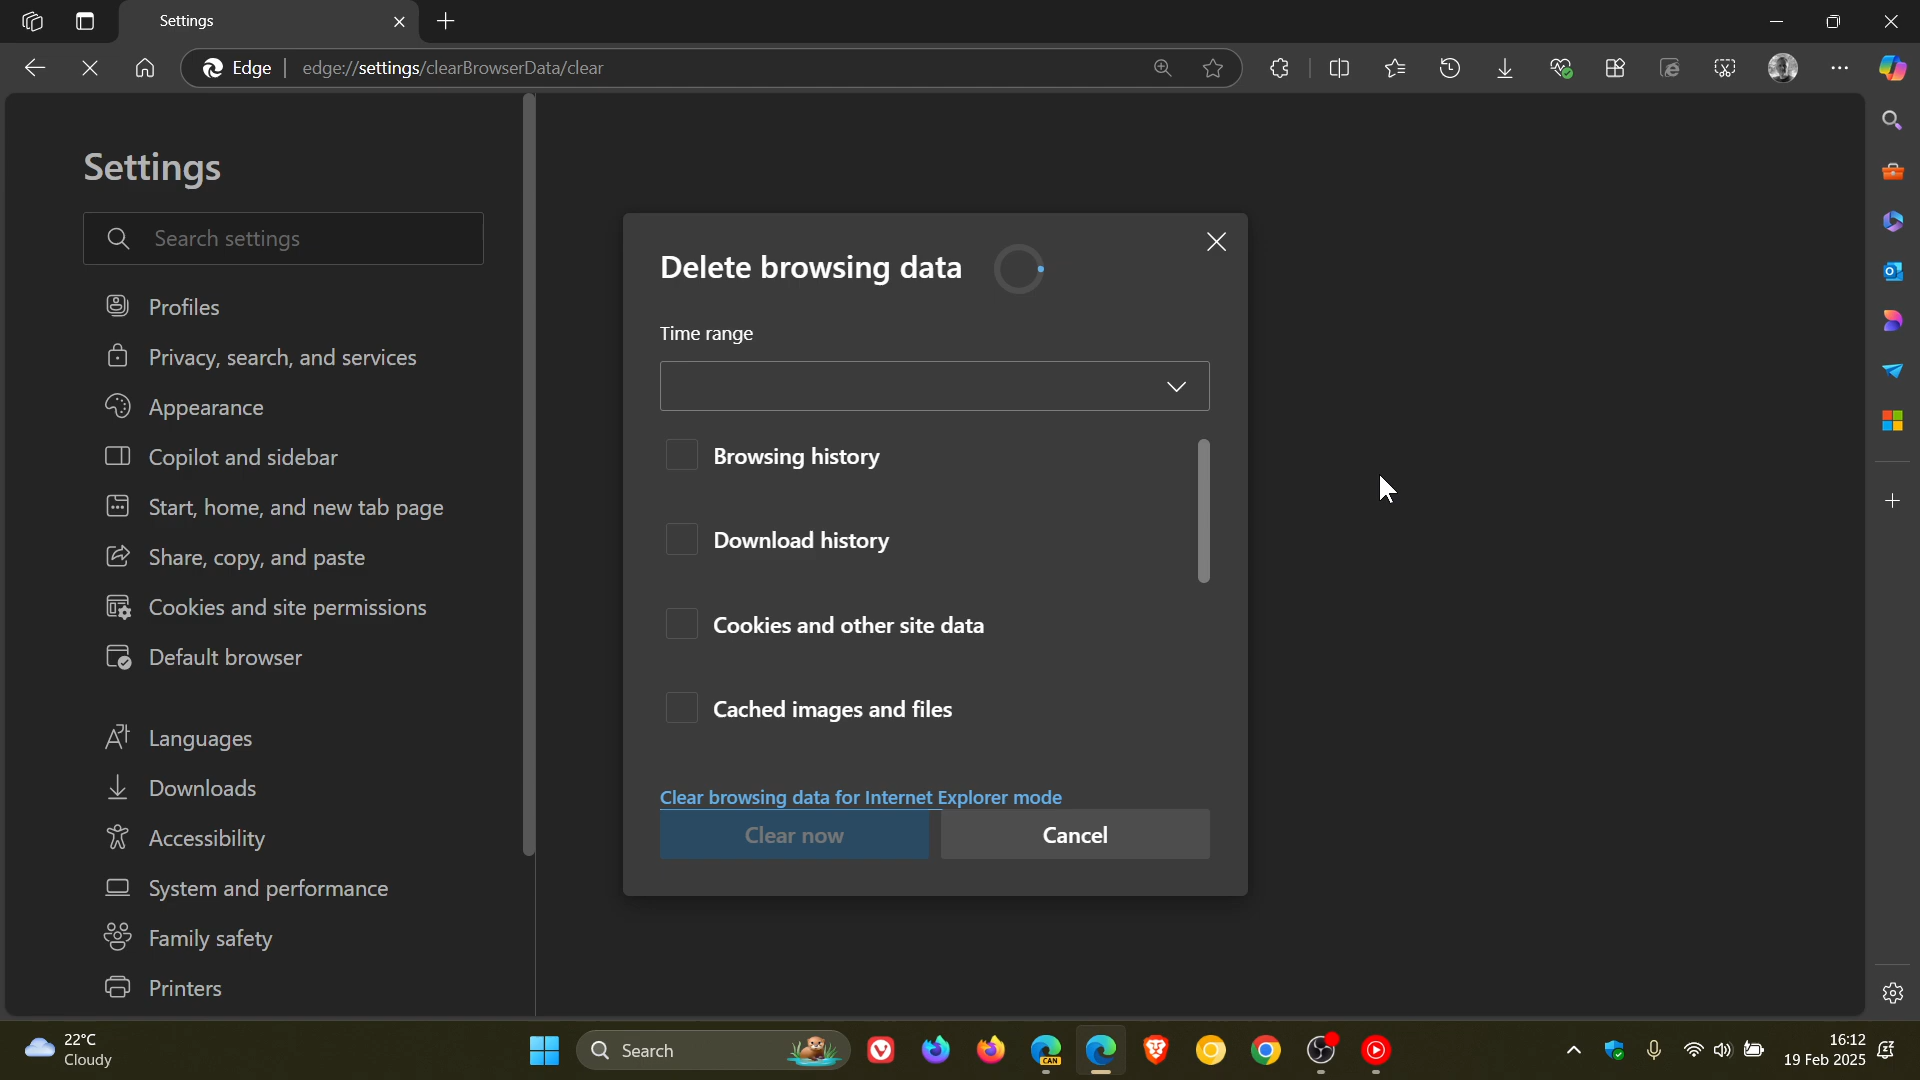 Settings
Edge
edge://settings/clearBrowserData/clear
Settings
Search settings
Profiles
Privacy, search, and services
Appearance
Copilot and sidebar
Start, home, and new tab page
Share, copy, and paste
Cookies and site permissions
Default browser
Languages
Downloads
Accessibility
System and performance
Family safety
Printers
Delete browsing data
Time range
Browsing history
Download history
Cookies and other site data
Cached images and files
Clear browsing data for Internet Explorer mode
Clear now
Cancel
22°C
Cloudy
Search
CAN
16:12
19 Feb 2025